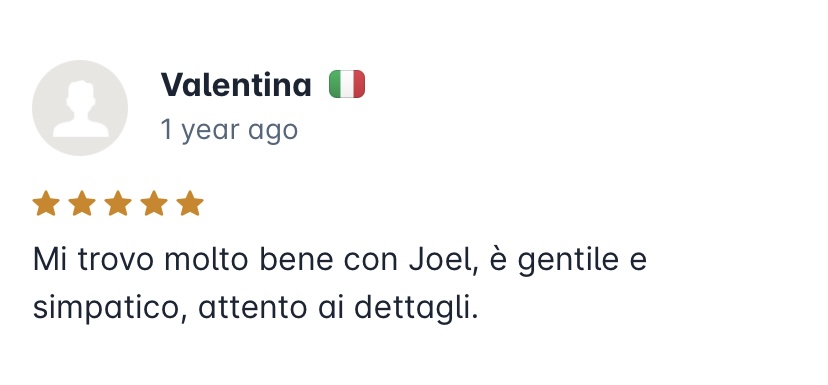 Valentina
1 year ago
Mi trovo molto bene con Joel, è gentile e
simpatico, attento ai dettagli.